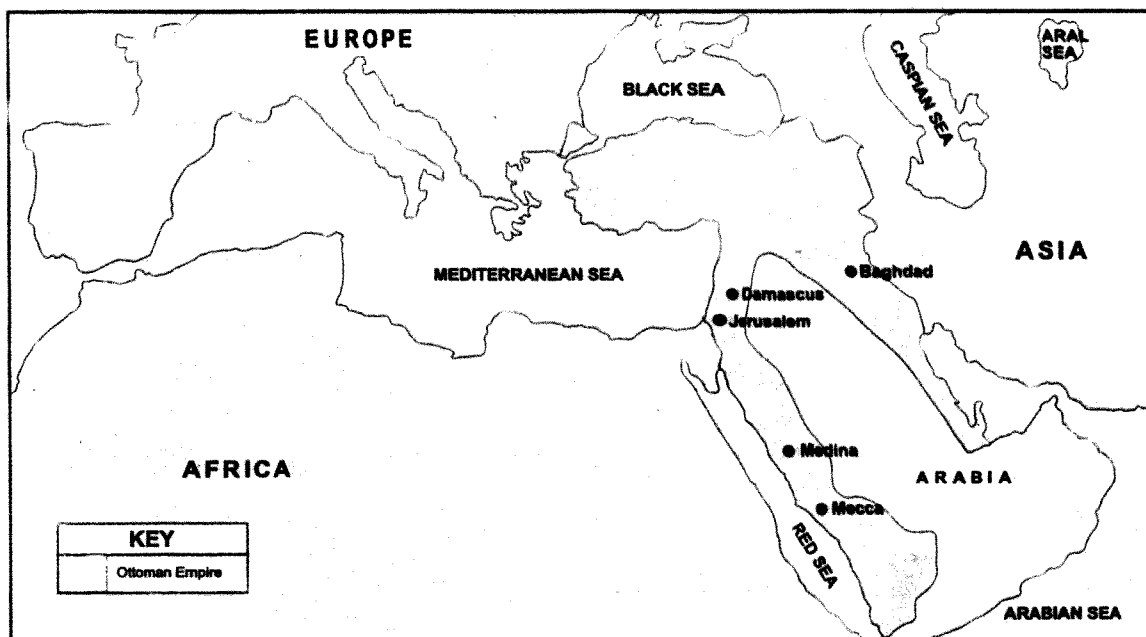 EUROPE
ARAL
SEA
BLACK SEA
CASPIAN SEA
ASIA
MEDITERRANEAN SEA
Baghdad
Damascus
Jerusalem
AFRICA
Medina
ARABIA
Mecca
RED SEA
KEY
Ottoman Empire
ARABIAN SEA